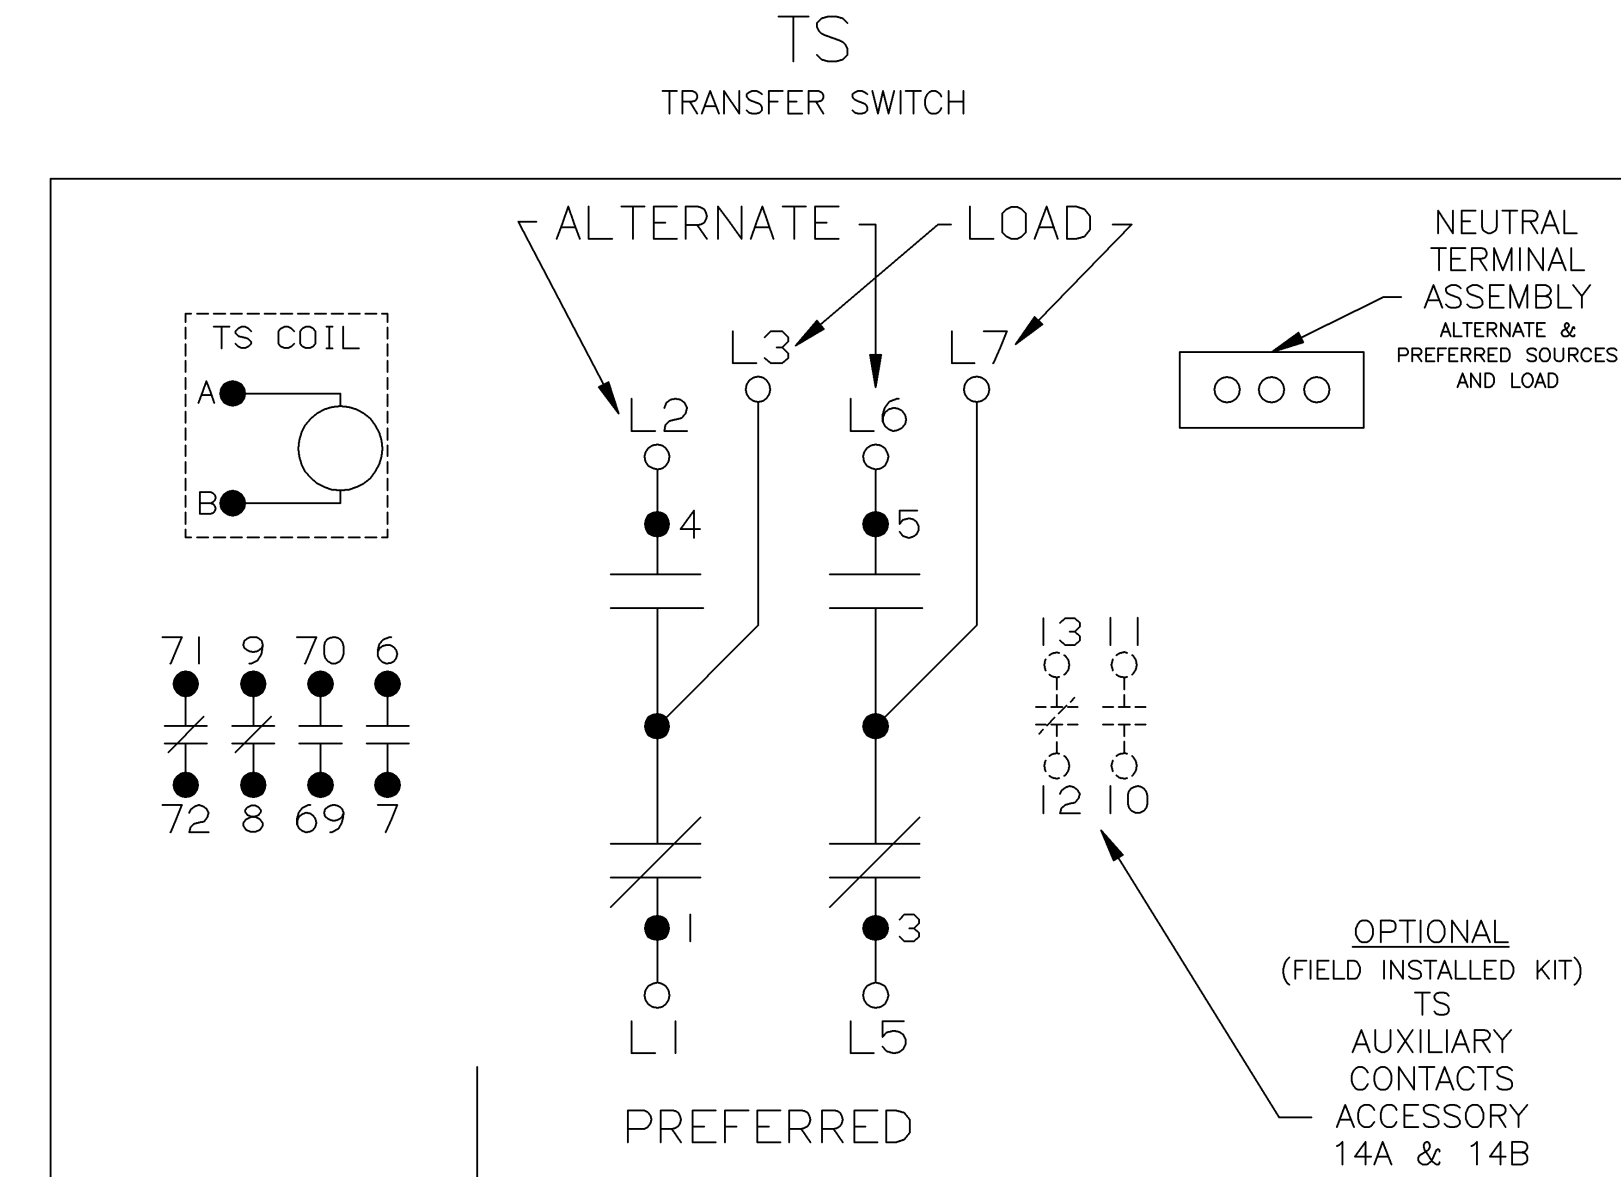 TS
TRANSFER SWITCH
ALTERNATE LOAD
NEUTRAL
TERMINAL
ASSEMBLY
ALTERNATE &
PREFERRED SOURCES
AND LOAD
TS COIL
A
B
L3 L7
L2 L6
4 5
71 9 70 6
72 8 69 7
13 11
12 10
1 3
L1 L5
PREFERRED
OPTIONAL
(FIELD INSTALLED KIT)
TS
AUXILIARY
CONTACTS
ACCESSORY
14A & 14B